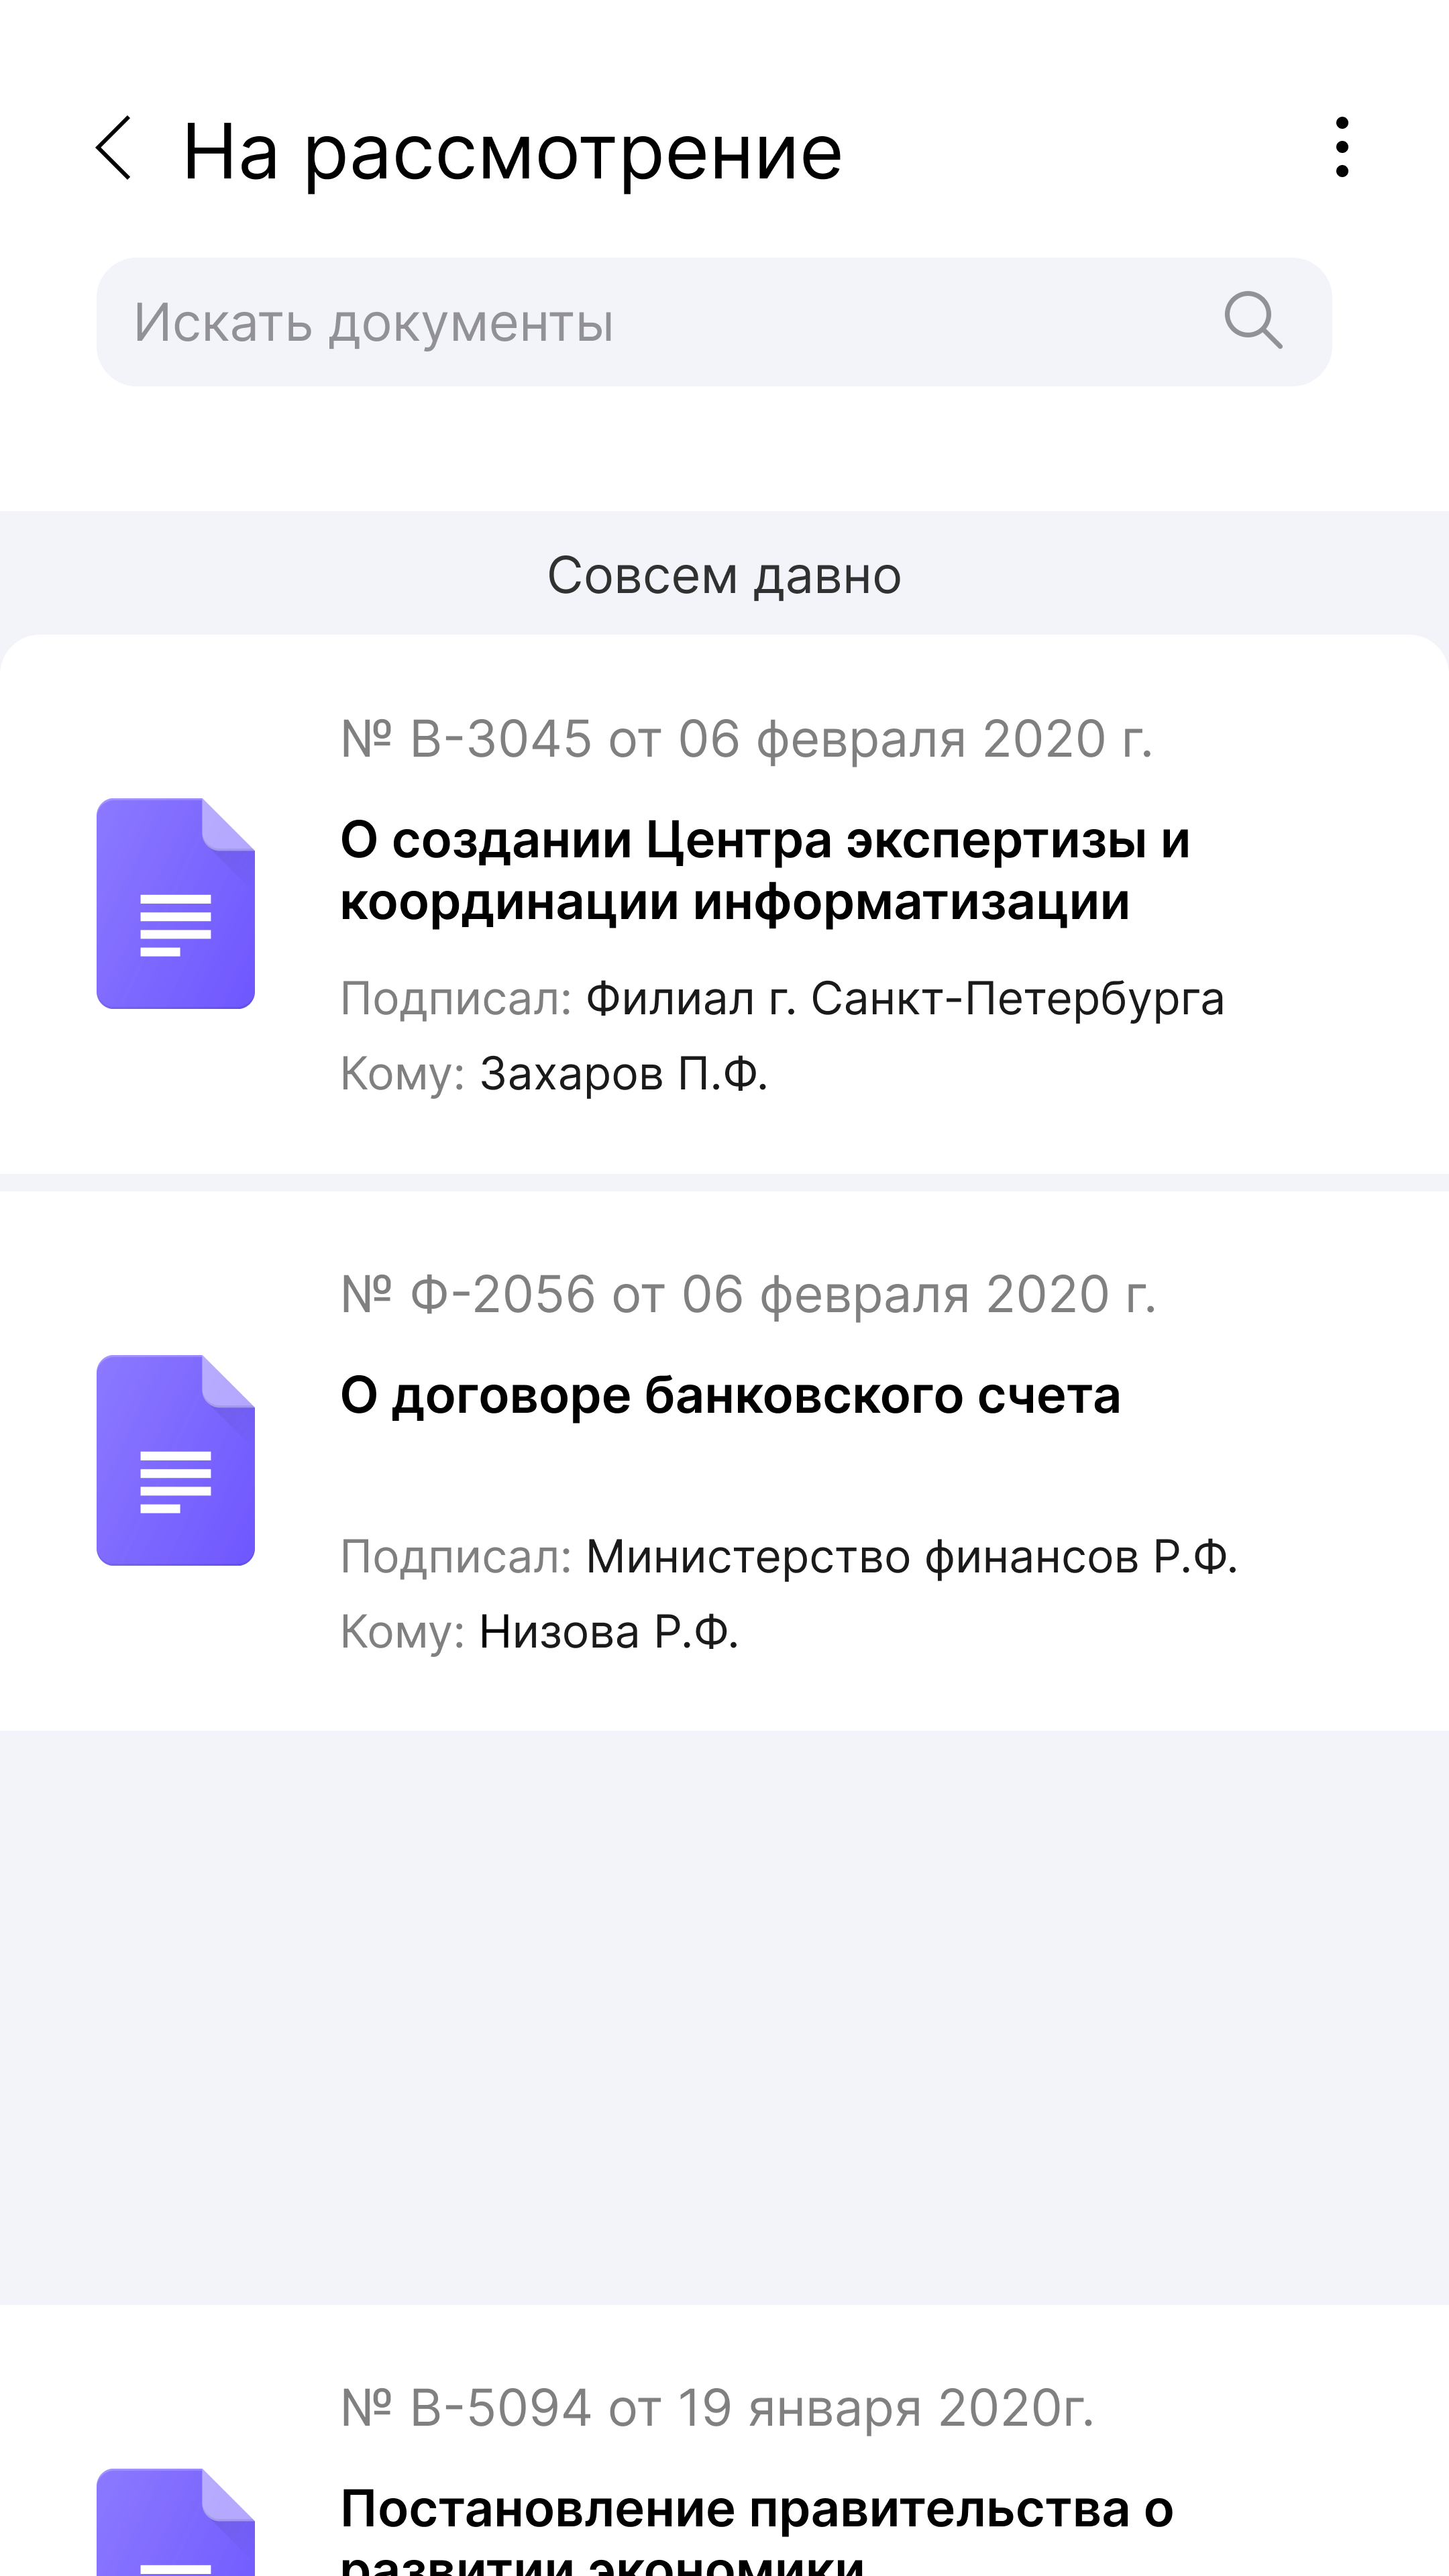 На рассмотрение
Искать документы
Совсем давно
№ В-3045 от 06 февраля 2020 г.
О создании Центра экспертизы и
координации информатизации
Подписал: Филиал г. Санкт-Петербурга
Кому: Захаров П.Ф.
№ Ф-2056 от 06 февраля 2020 г.
О договоре банковского счета
Подписал: Министерство финансов Р.Ф.
Кому: Низова Р.Ф.
№ В-5094 от 19 января 2020г.
Постановление правительства о
развитии экономики